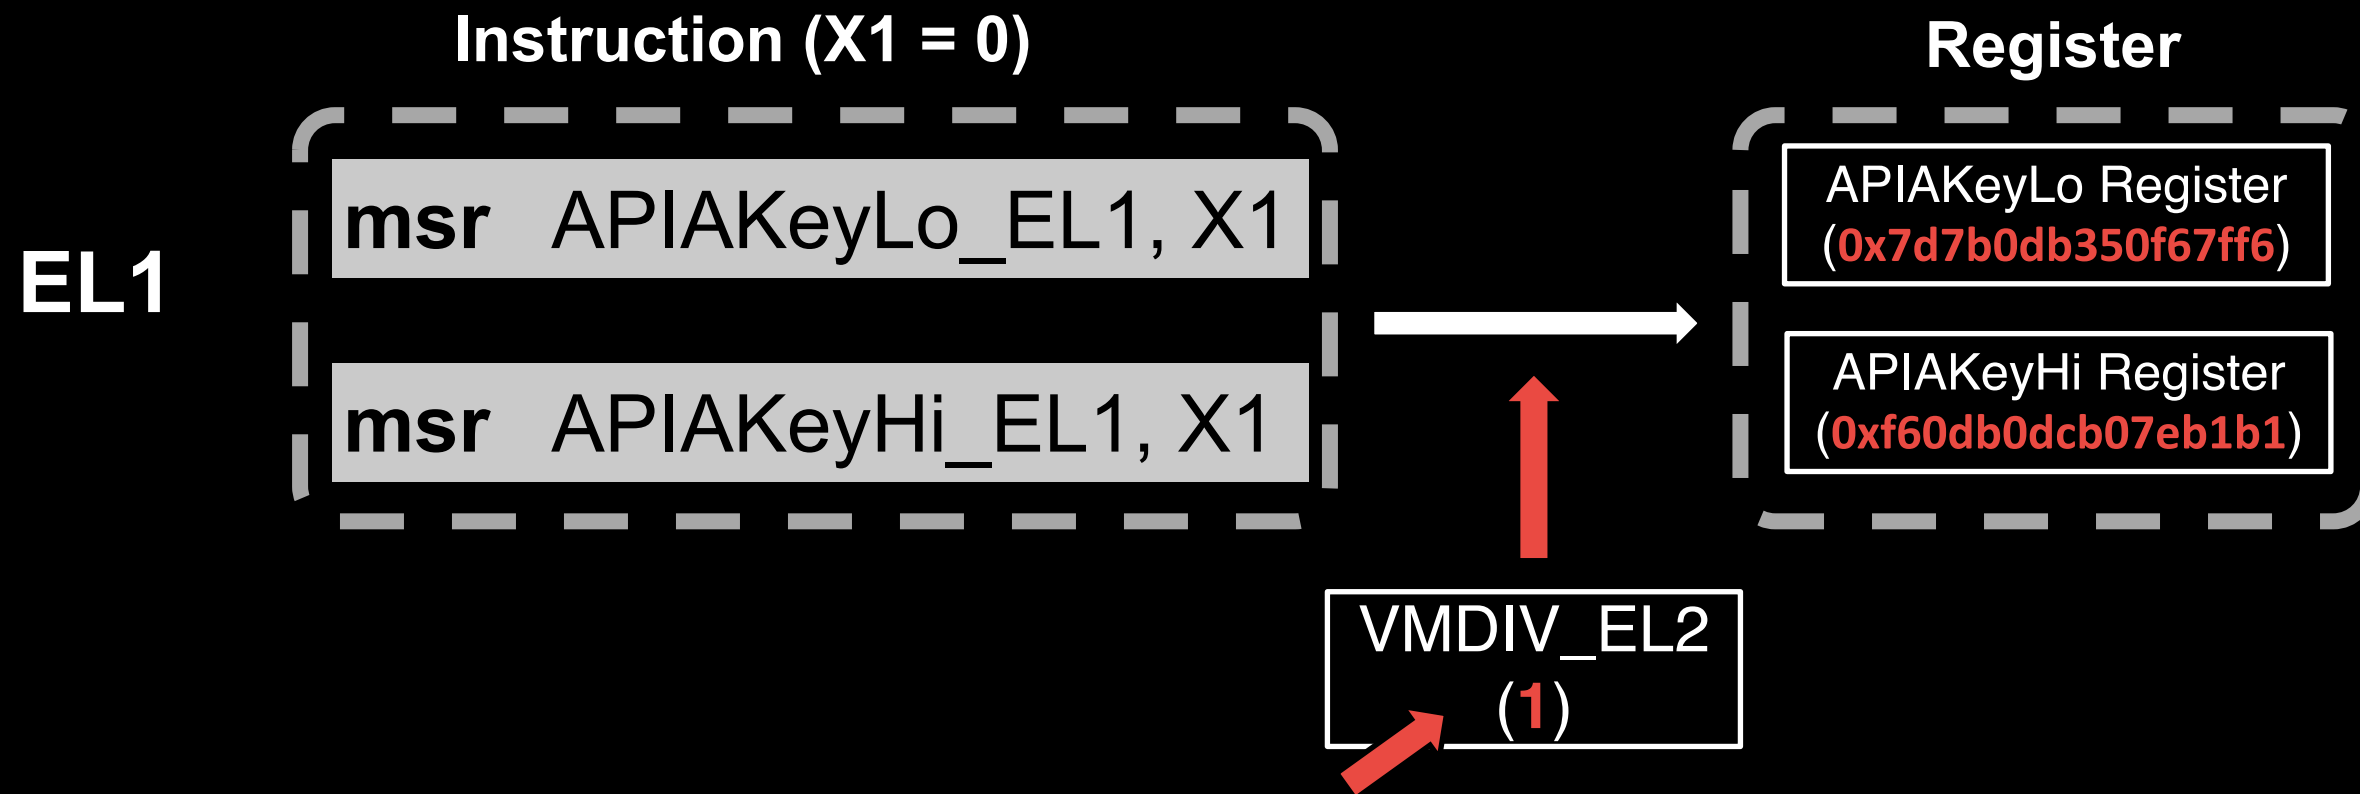 Instruction (X1 = 0)
Register
EL1
msr APIAKeyLo_EL1, X1
msr APIAKeyHi_EL1, X1
APIAKeyLo Register
(0x7d7b0db350f67ff6)
APIAKeyHi Register
(0xf60db0dcb07eb1b1)
VMDIV_EL2
(1)